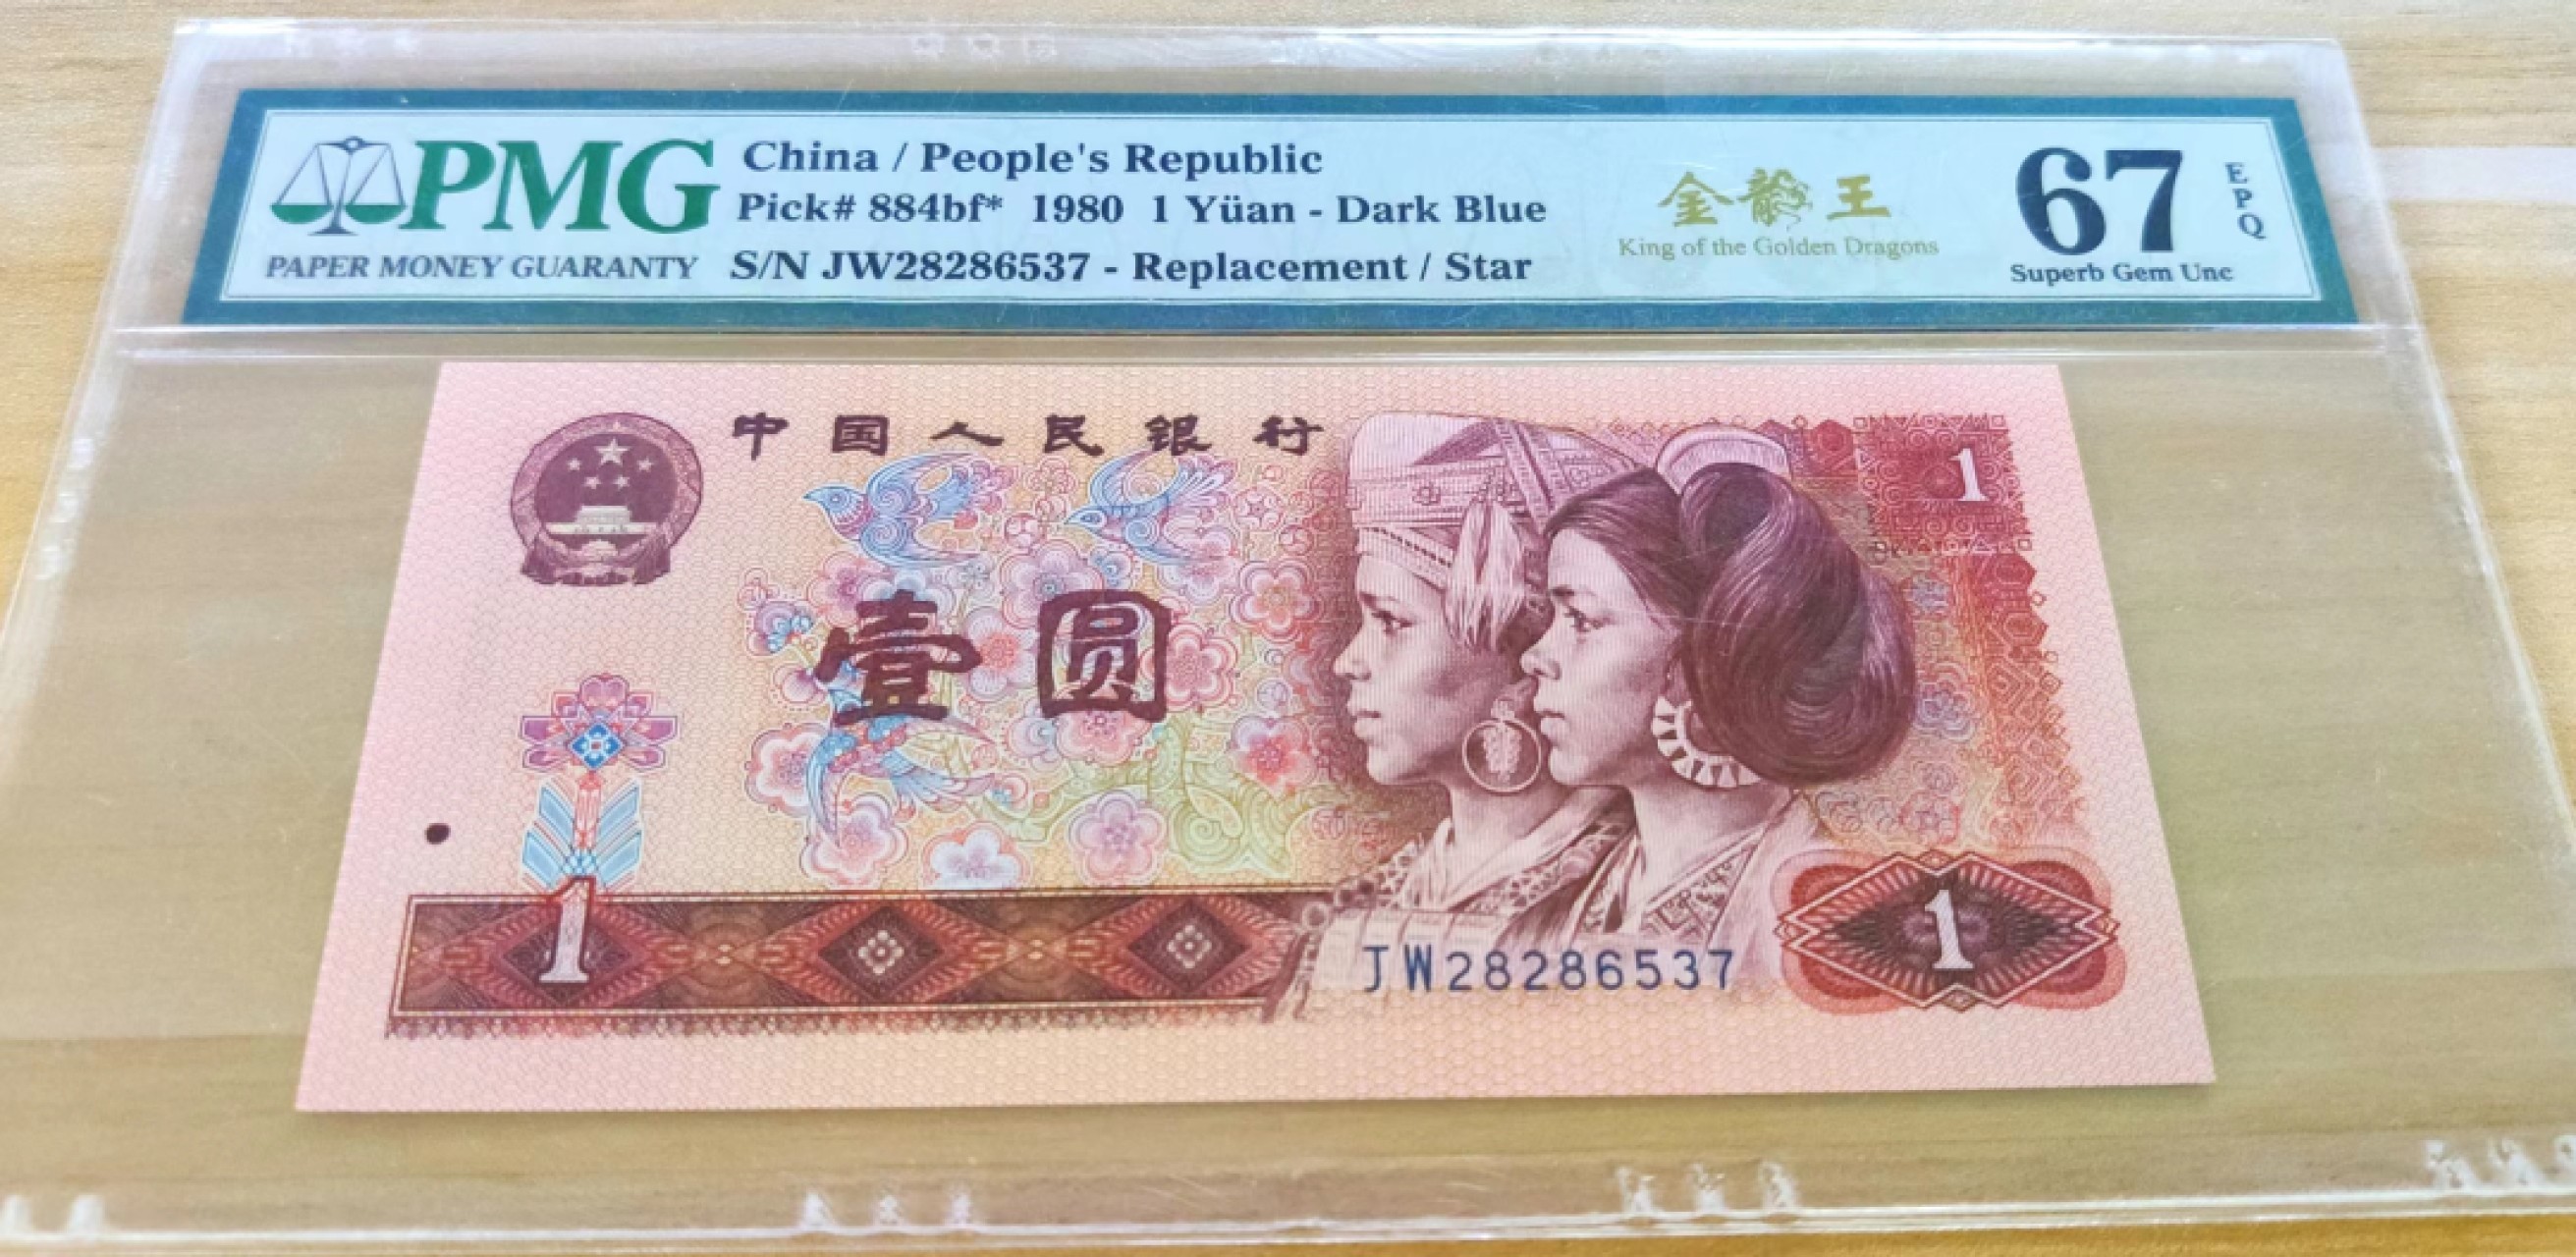 PMG
PAPER MONEY GUARANTY
China / People's Republic
Pick# 884bf* 1980 1 Yüan - Dark Blue
S/N JW28286537 - Replacement / Star
金龍王
King of the Golden Dragons
67
EPQ
Superb Gem Unc
中国人民银行
1
壹圆
1
JW28286537
1